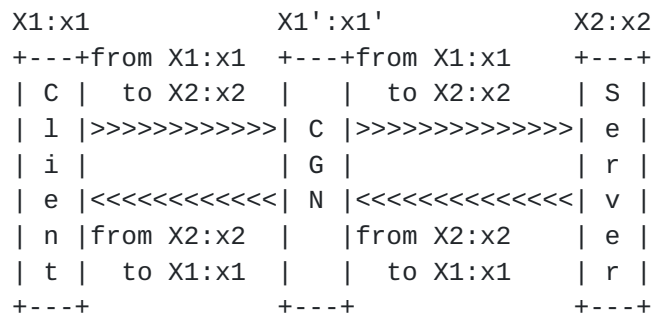 X1:x1            X1':x1'            X2:x2
+---+from X1:x1  +---+from X1:x1    +---+
| C |  to X2:x2  |   |  to X2:x2    | S |
| l |>>>>>>>>>>>>| C |>>>>>>>>>>>>>>| e |
| i |            | G |              | r |
| e |<<<<<<<<<<<<| N |<<<<<<<<<<<<<<| v |
| n |from X2:x2  |   |from X2:x2    | e |
| t |  to X1:x1  |   |  to X1:x1    | r |
+---+            +---+              +---+